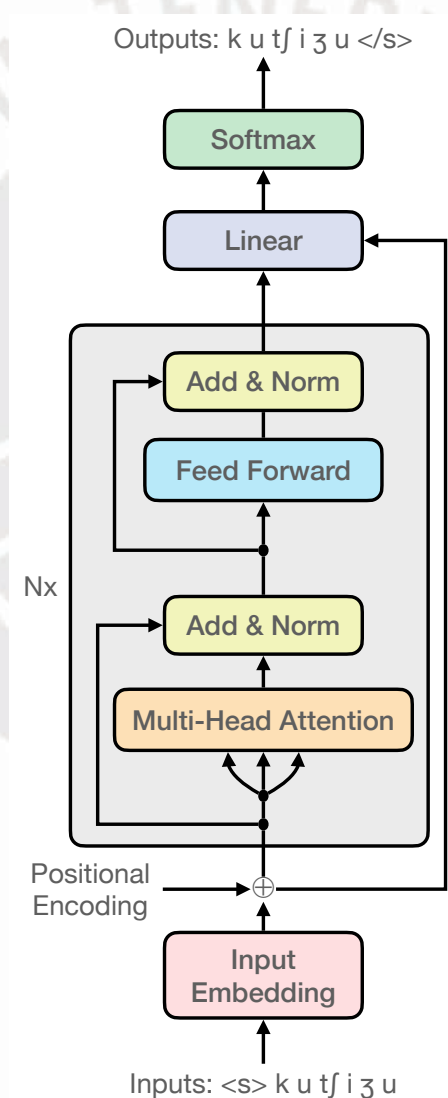 Outputs: k u tʃ i ʒ u </s>
Softmax
Linear
Add & Norm
Feed Forward
Nx
Add & Norm
Multi-Head Attention
Positional
Encoding
Input
Embedding
Inputs: <s> k u tʃ i ʒ u